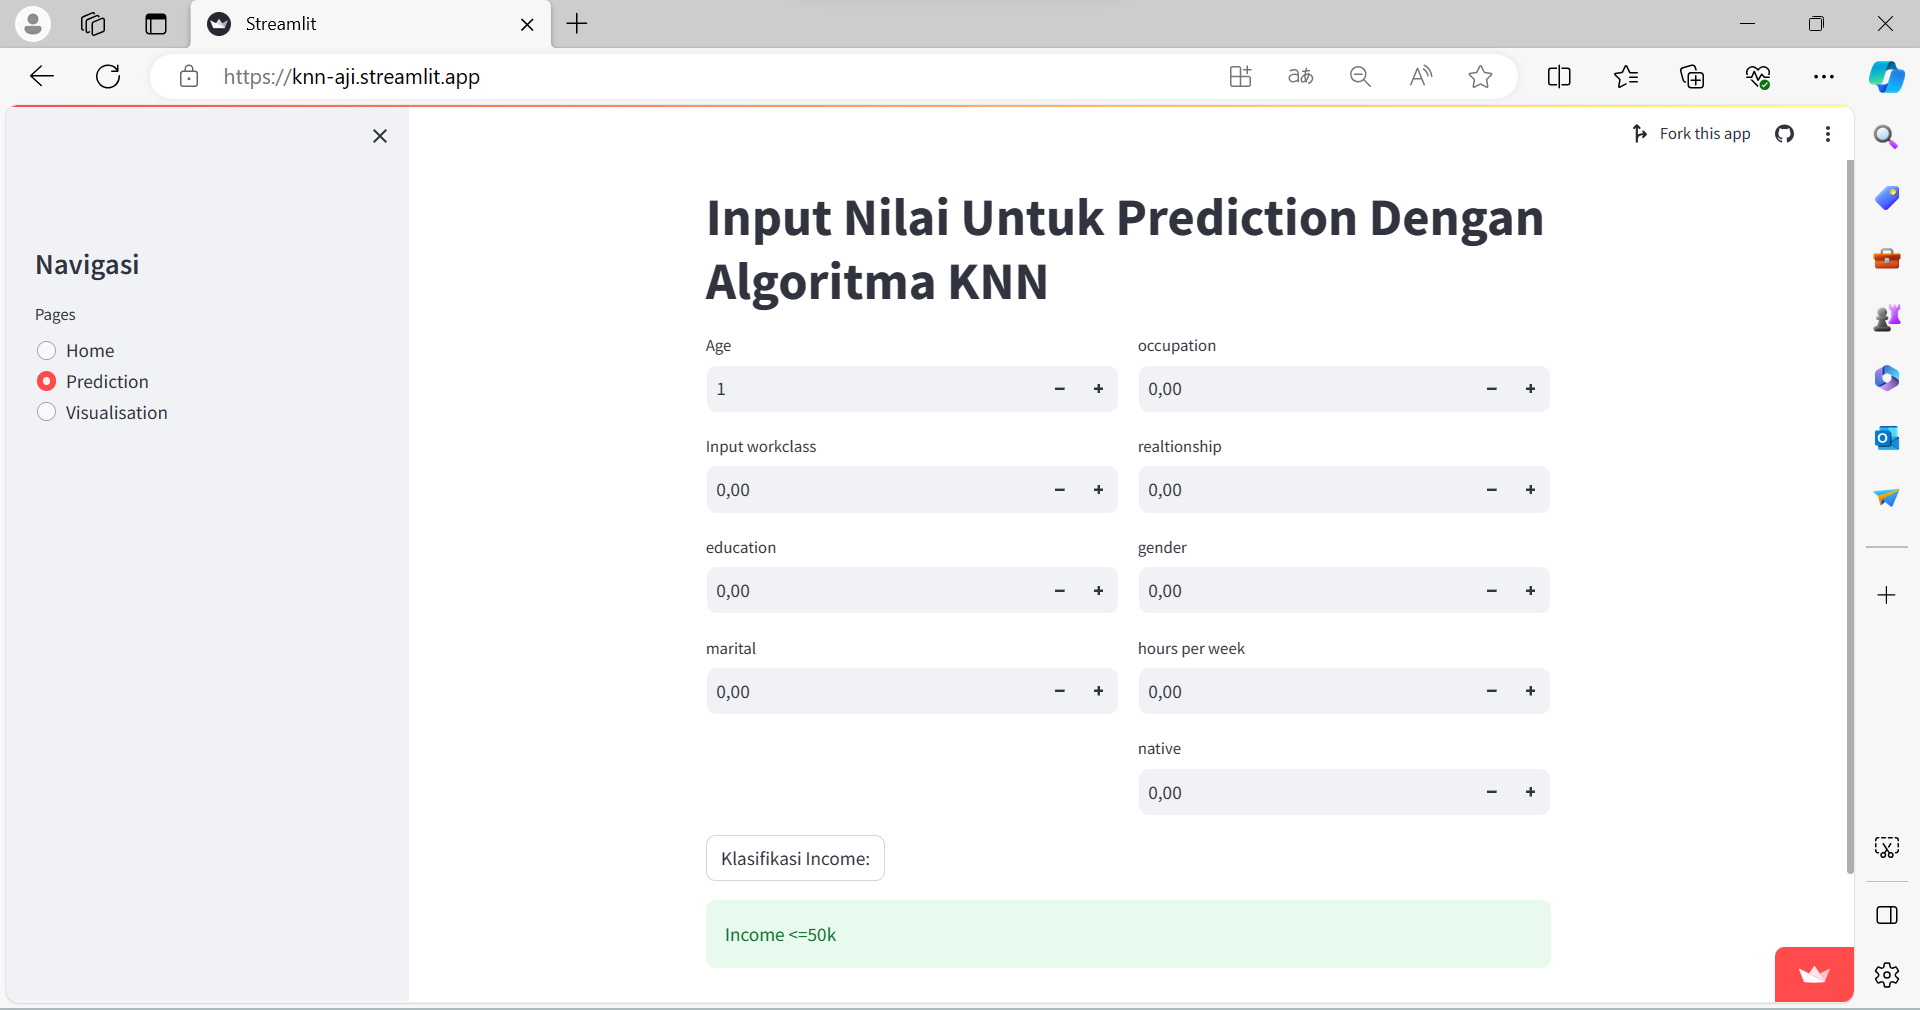 Streamlit
https://knn-aji.streamlit.app
Fork this app
Navigasi
Pages
Home
Prediction
Visualisation
Input Nilai Untuk Prediction Dengan
Algoritma KNN
Age
1
Input workclass
0,00
education
0,00
marital
0,00
occupation
0,00
realtionship
0,00
gender
0,00
hours per week
0,00
native
0,00
Klasifikasi Income:
Income <=50k